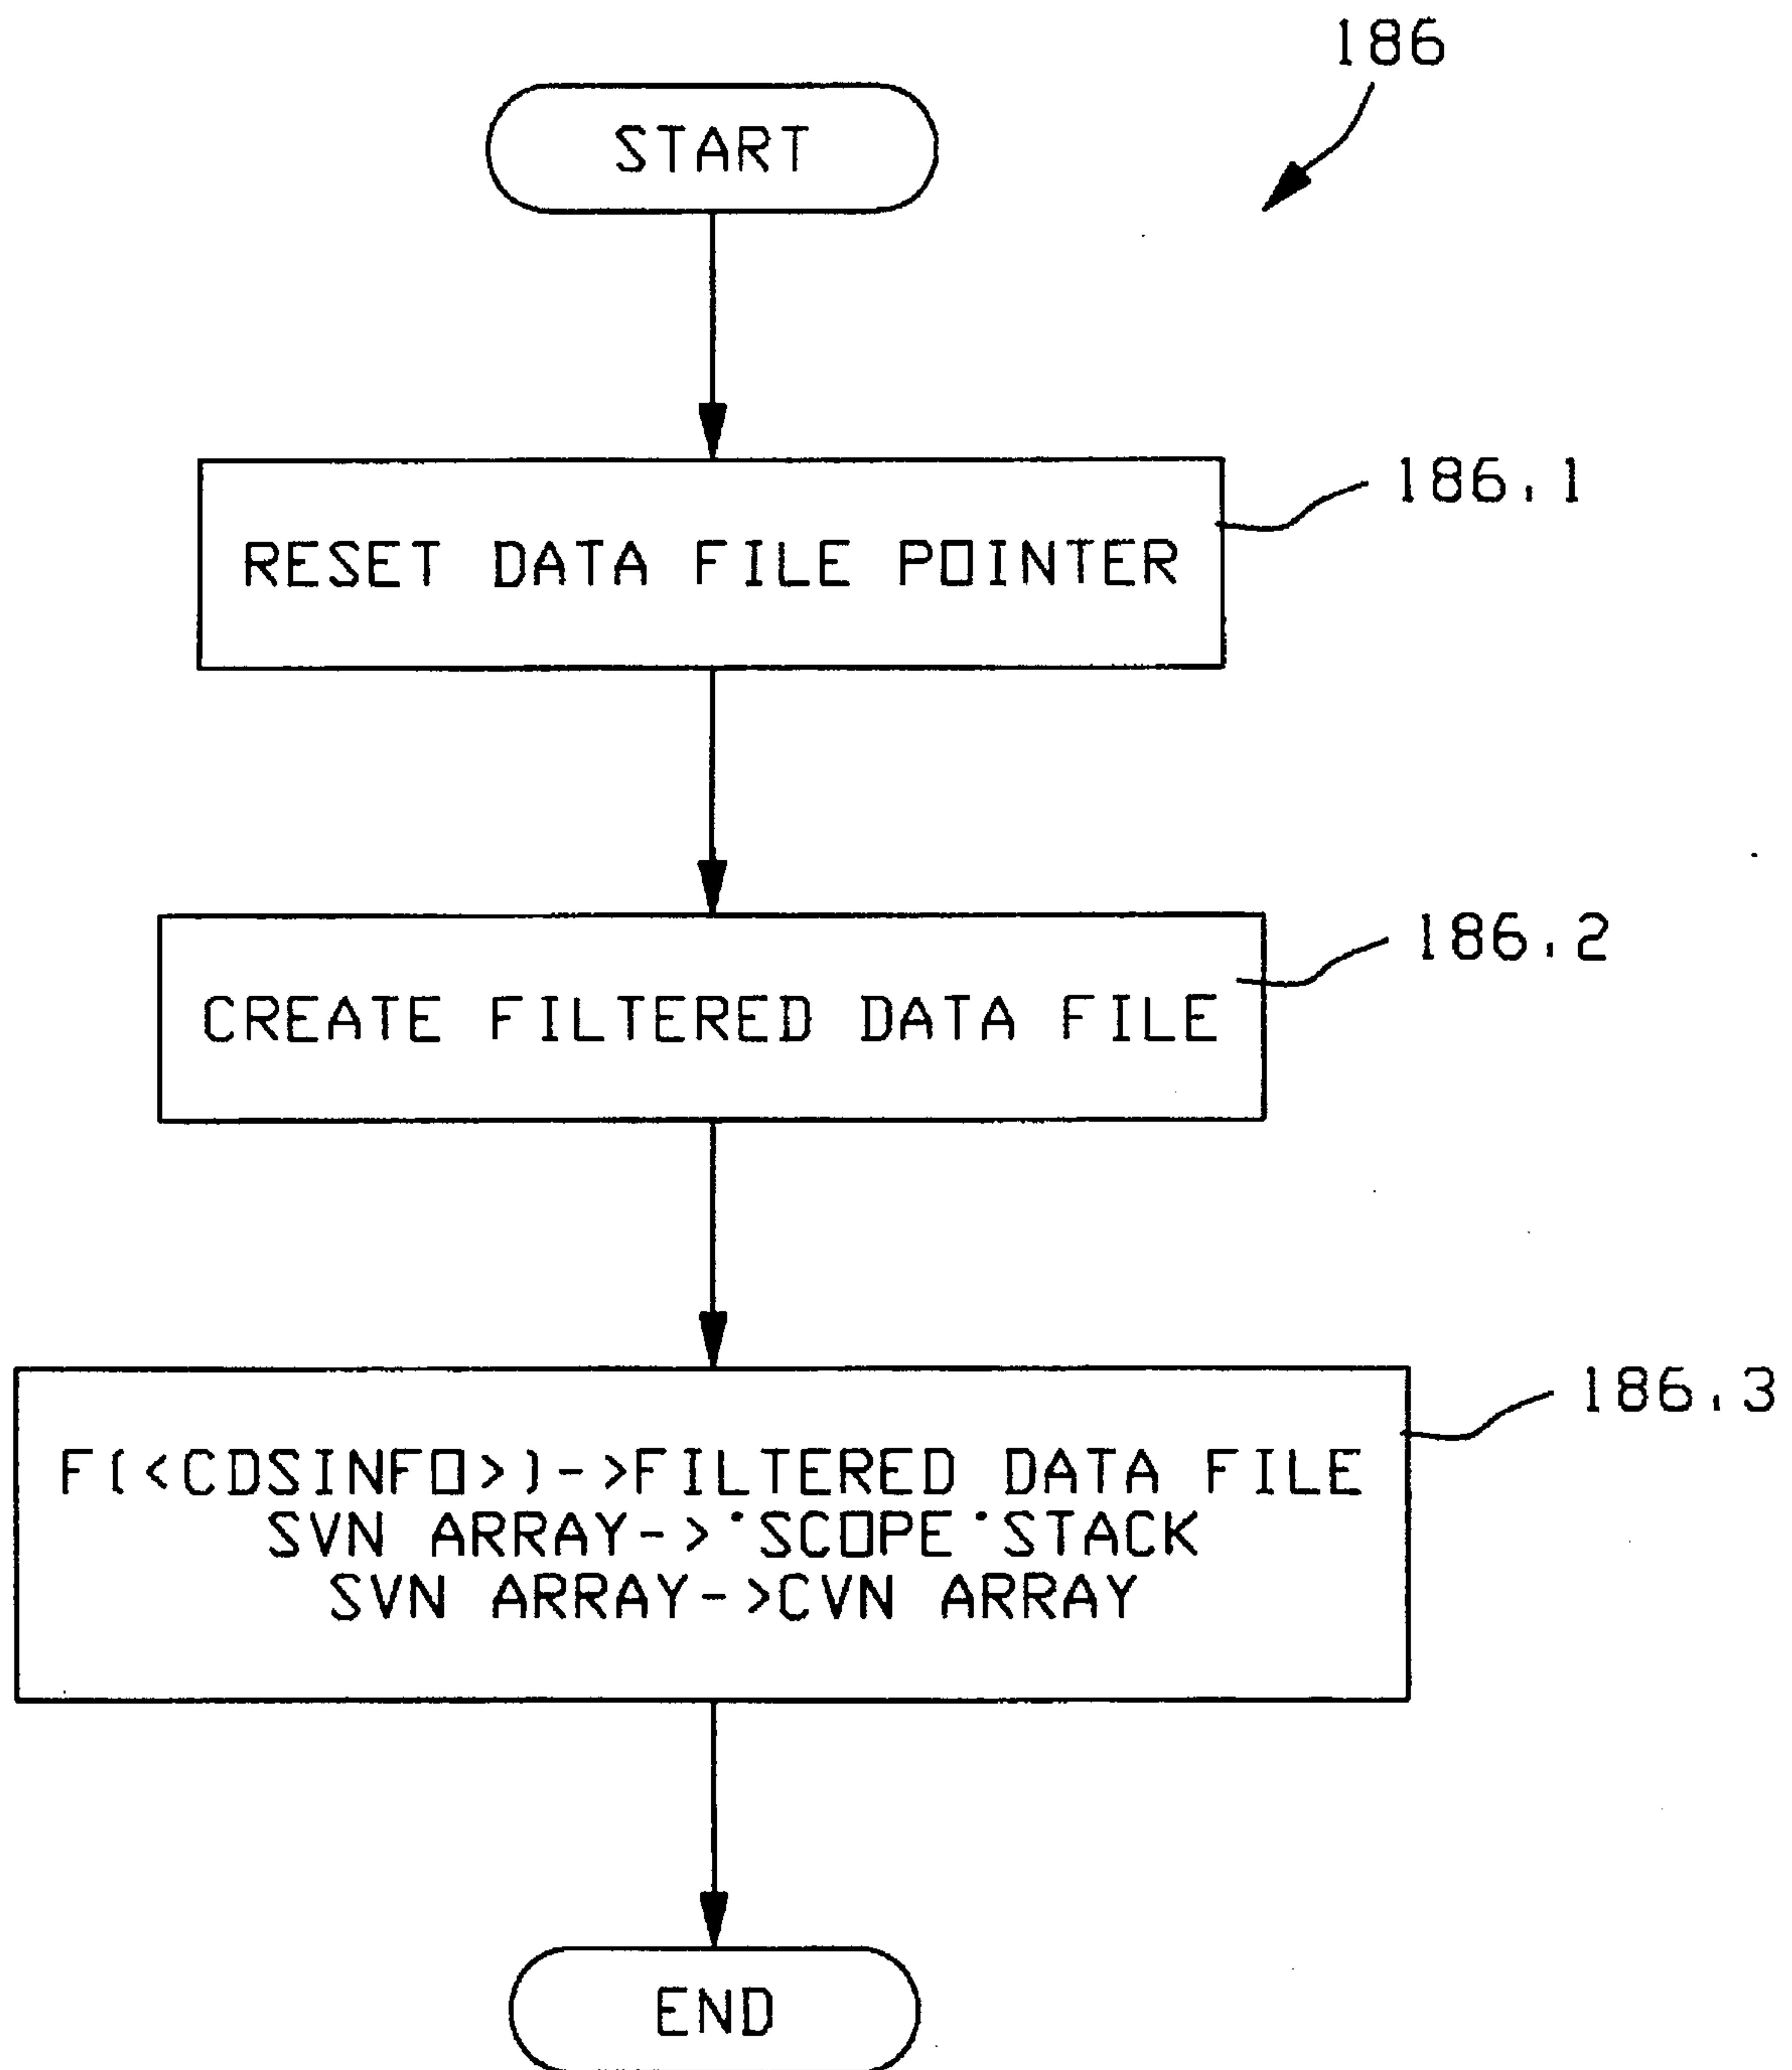 186
START
186.1
RESET DATA FILE POINTER
186.2
CREATE FILTERED DATA FILE
186.3
F(<CDSINFO>)->FILTERED DATA FILE
SVN ARRAY->"SCOPE"STACK
SVN ARRAY->CVN ARRAY
END